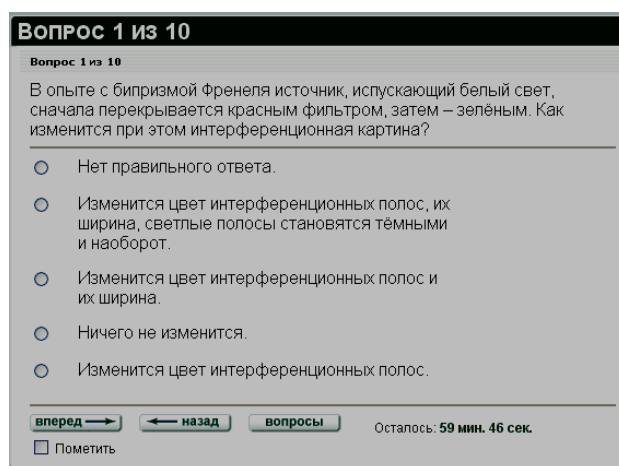 Вопрос 1 из 10
Вопрос 1 из 10
В опыте с бипризмой Френеля источник, испускающий белый свет,
сначала перекрывается красным фильтром, затем – зелёным. Как
изменится при этом интерференционная картина?
Нет правильного ответа.
Изменится цвет интерференционных полос, их
ширина, светлые полосы становятся тёмными
и наоборот.
Изменится цвет интерференционных полос и
их ширина.
Ничего не изменится.
Изменится цвет интерференционных полос.
вперед назад вопросы Осталось: 59 мин. 46 сек.
Пометить